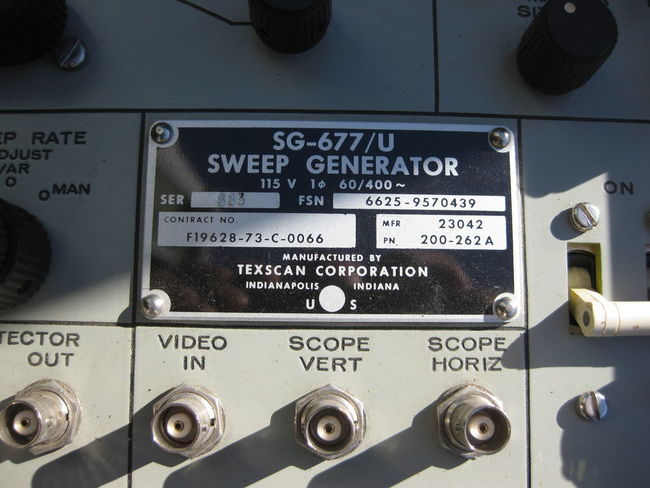 EP RATE
DJUST
VAR
MAN
SG-677/U
SWEEP GENERATOR
115 V 1ϕ 60/400~
SER 883 FSN 6625-9570439
CONTRACT NO.
F19628-73-C-0066
MFR 23042
PN 200-262A
MANUFACTURED BY
TEXSCAN CORPORATION
INDIANAPOLIS INDIANA
U S
ON
TECTOR
OUT
VIDEO
IN
SCOPE
VERT
SCOPE
HORIZ